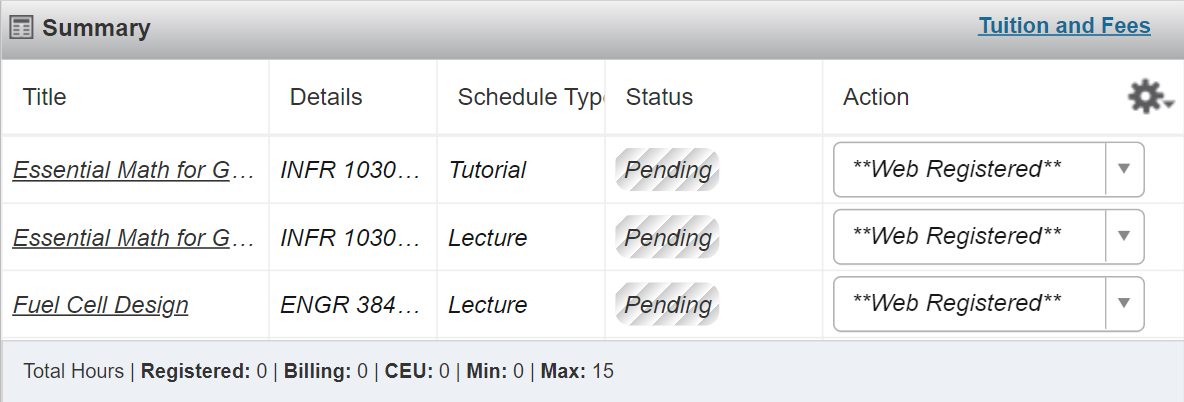 Summary Tuition and Fees
Title Details Schedule Type Status Action
Essential Math for G… INFR 1030… Tutorial Pending **Web Registered**
Essential Math for G… INFR 1030… Lecture Pending **Web Registered**
Fuel Cell Design ENGR 384… Lecture Pending **Web Registered**
Total Hours | Registered: 0 | Billing: 0 | CEU: 0 | Min: 0 | Max: 15